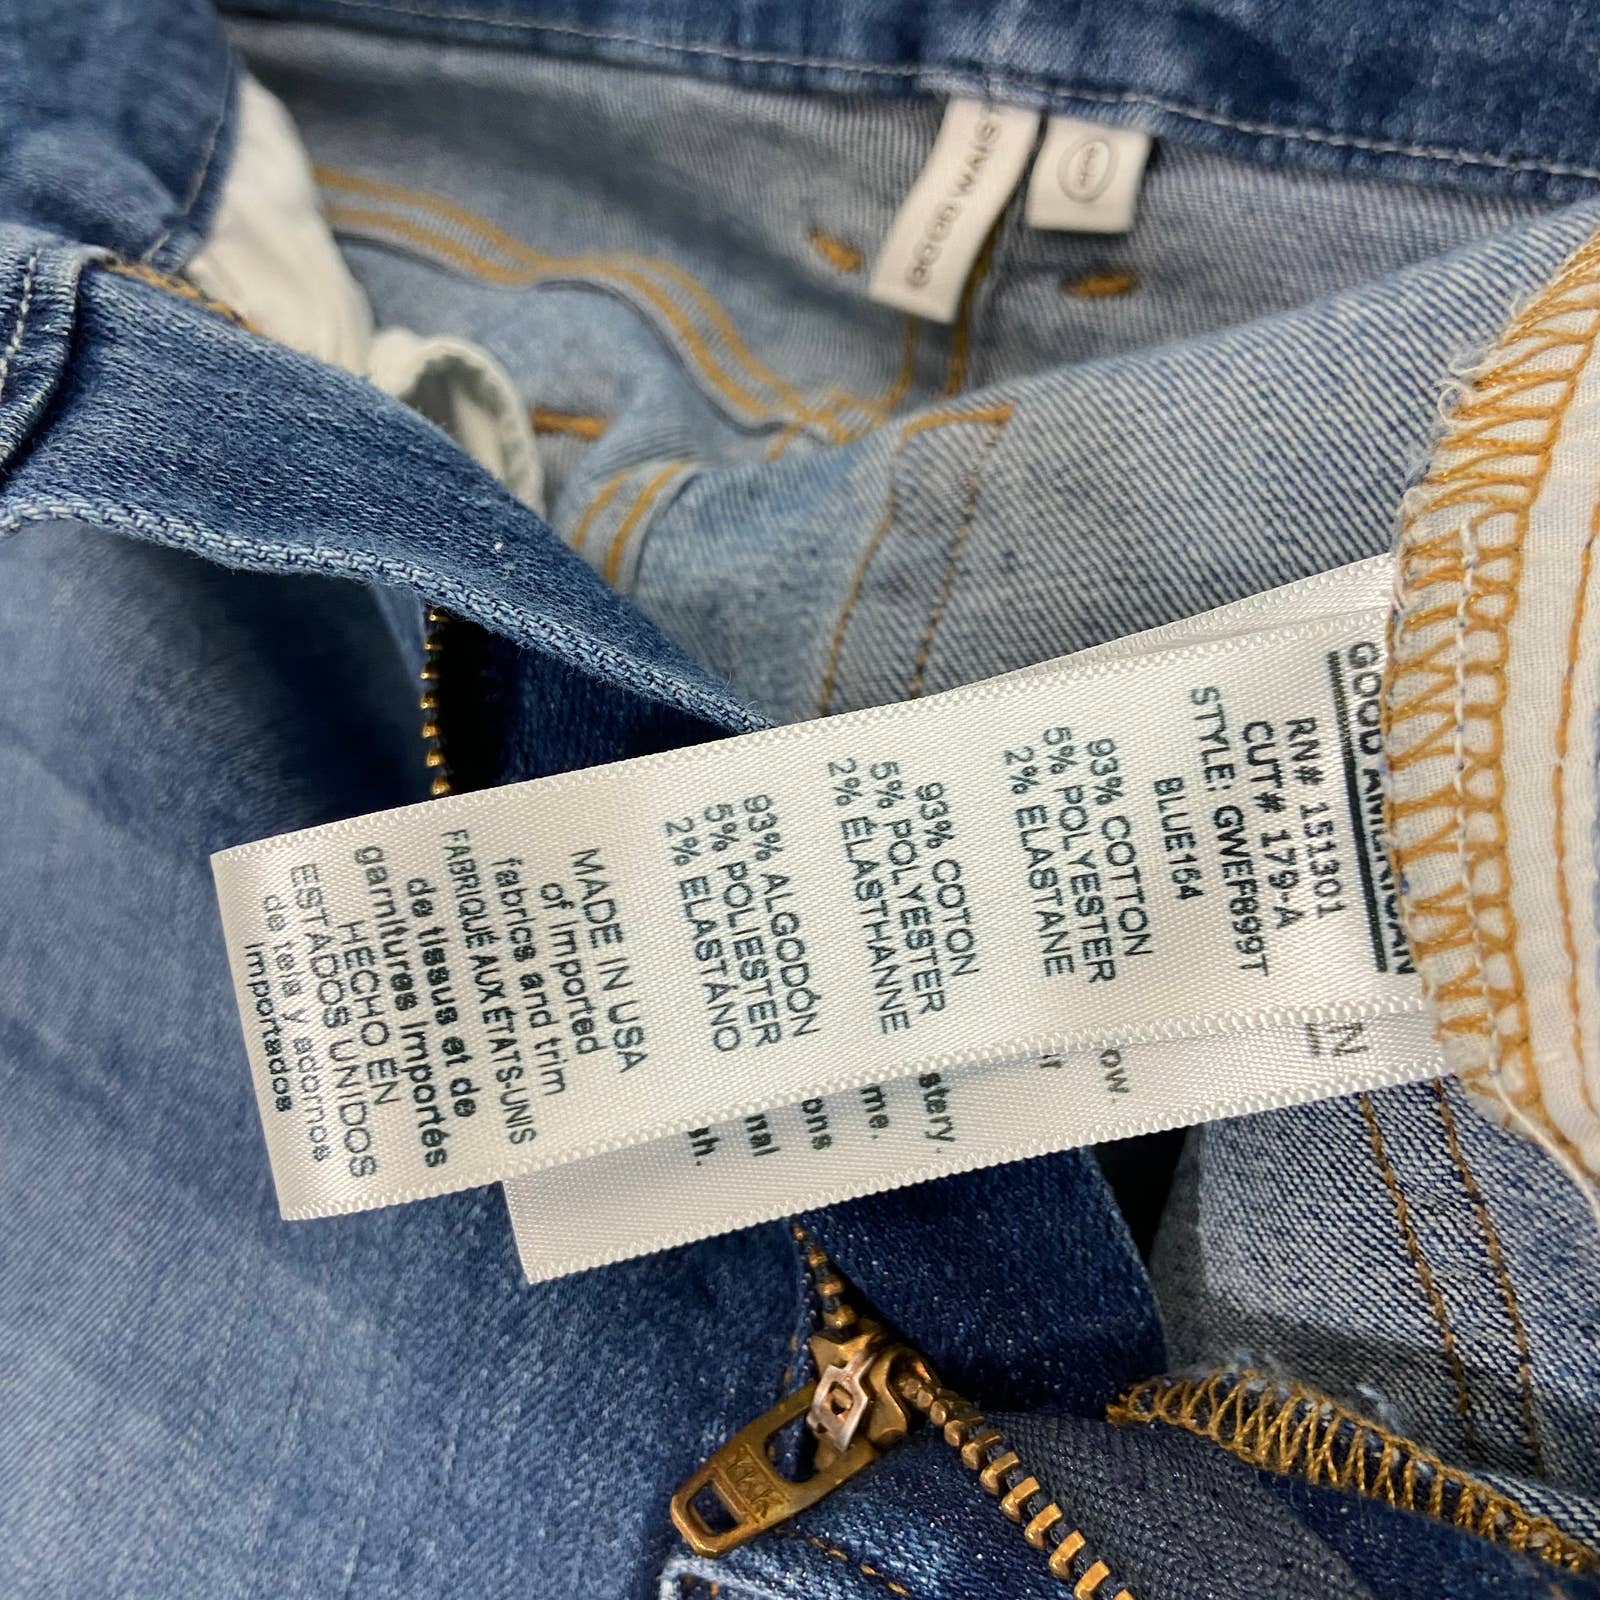 GOOD WAIST
GOOD AMERICAN
RN# 151301
CUT# 179-A
STYLE: GWEF899T
BLUE164
93% COTTON
5% POLYESTER
2% ELASTANE
93% COTON
5% POLYESTER
2% ÉLASTHANNE
93% ALGODÓN
5% POLIESTER
2% ELASTANO
MADE IN USA
of imported
fabrics and trim
FABRIQUÉ AUX ÉTATS-UNIS
de tissus et de
garnitures importés
HECHO EN
ESTADOS UNIDOS
de tela y adornos
importados
YKK